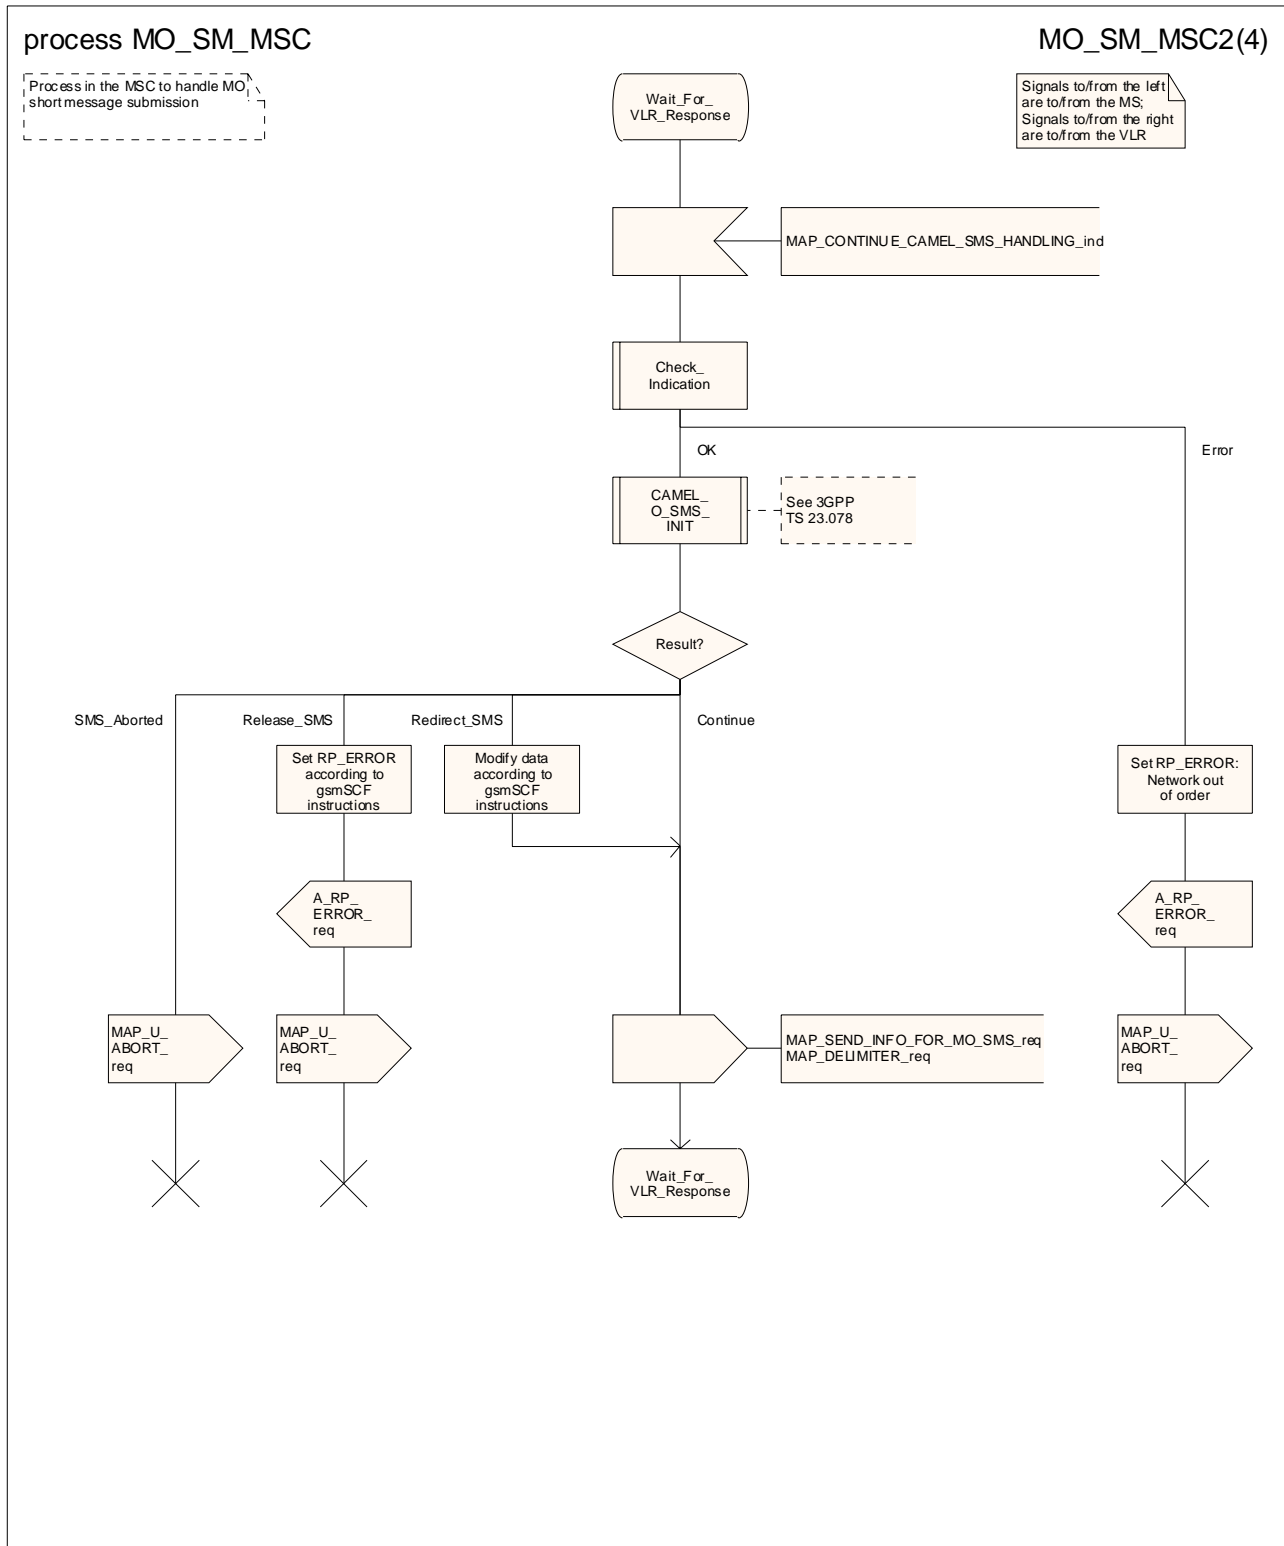 process MO_SM_MSC
MO_SM_MSC2(4)
Process in the MSC to handle MO
short message submission
Wait_For_
VLR_Response
Signals to/from the left
are to/from the MS;
Signals to/from the right
are to/from the VLR
MAP_CONTINUE_CAMEL_SMS_HANDLING_ind
Check_
Indication
OK
Error
CAMEL_
O_SMS_
INIT
See 3GPP
TS 23.078
Result?
SMS_Aborted
Release_SMS
Redirect_SMS
Continue
Set RP_ERROR
according to
gsmSCF
instructions
Modify data
according to
gsmSCF
instructions
Set RP_ERROR:
Network out
of order
A_RP_
ERROR_
req
A_RP_
ERROR_
req
MAP_U_
ABORT_
req
MAP_U_
ABORT_
req
MAP_SEND_INFO_FOR_MO_SMS_req
MAP_DELIMITER_req
MAP_U_
ABORT_
req
Wait_For_
VLR_Response